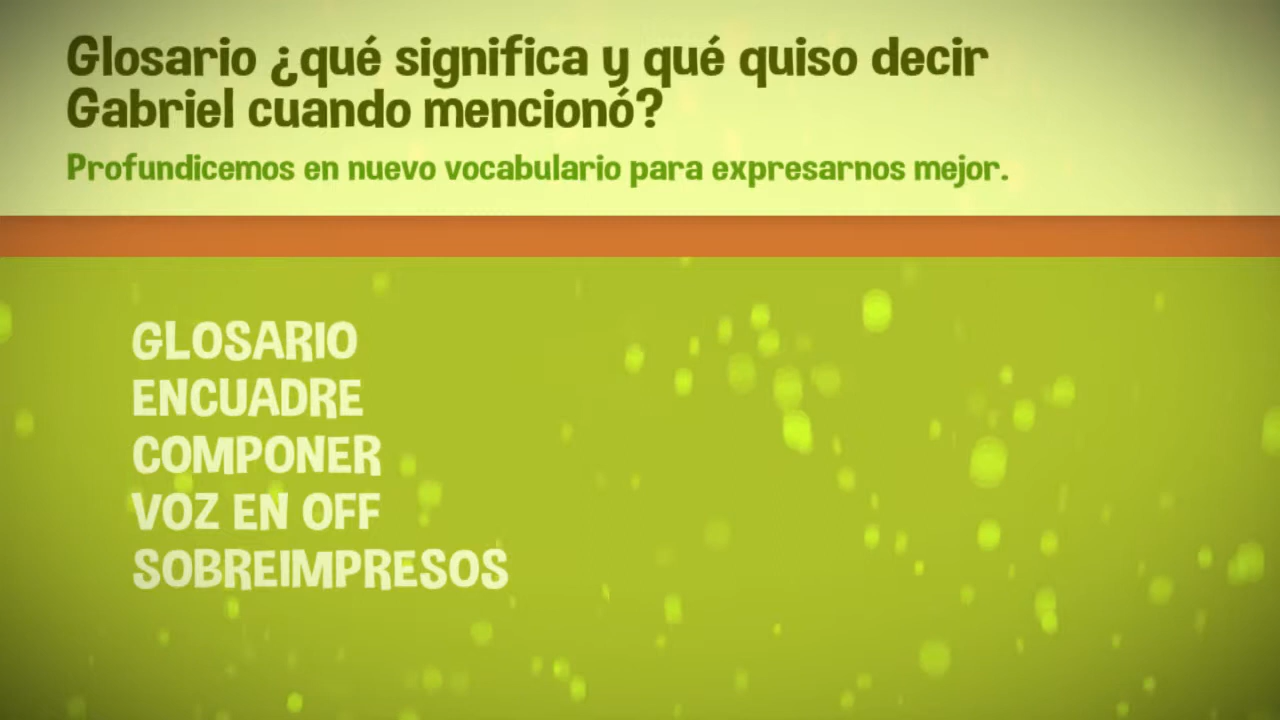 Glosario ¿qué significa y qué quiso decir
Gabriel cuando mencionó?
Profundicemos en nuevo vocabulario para expresarnos mejor.
GLOSARIO
ENCUADRE
COMPONER
VOZ EN OFF
SOBREIMPRESOS